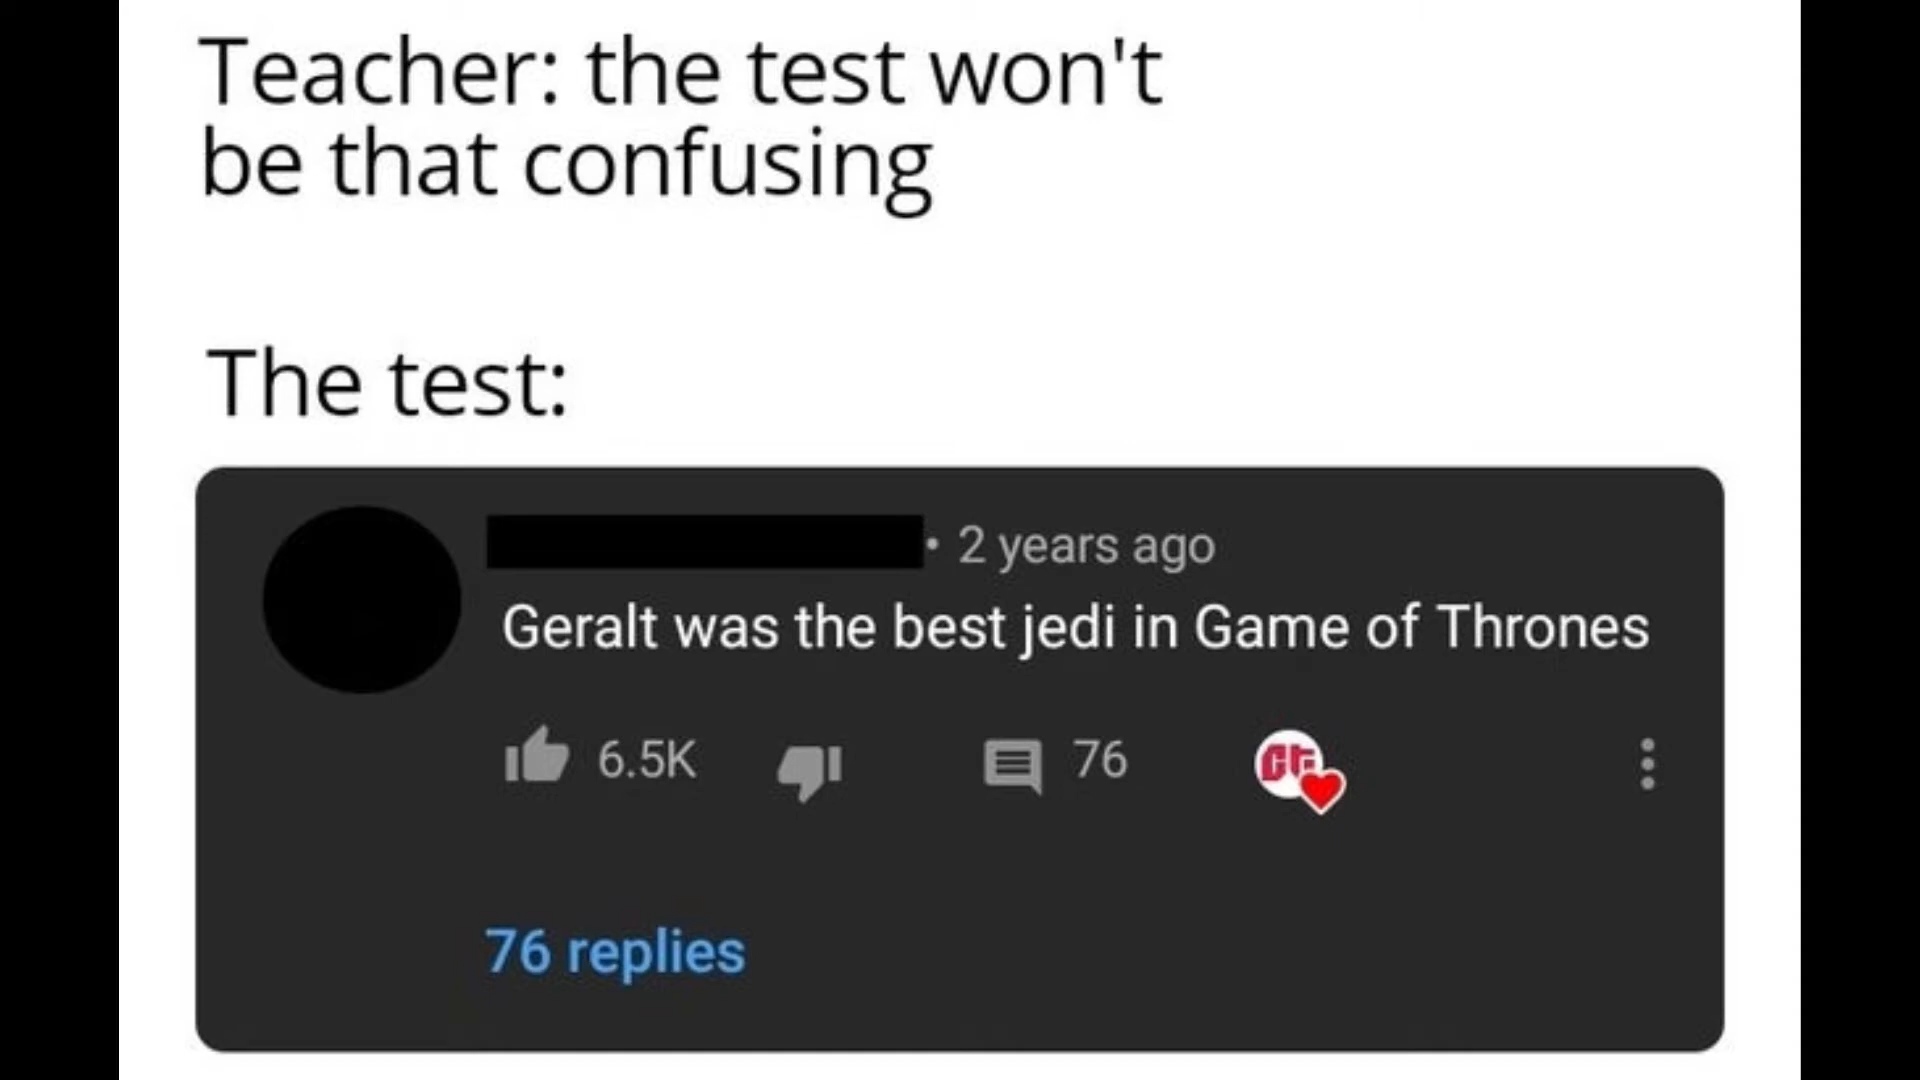 Teacher: the test won't
be that confusing
The test:
• 2 years ago
Geralt was the best jedi in Game of Thrones
6.5K 76
76 replies